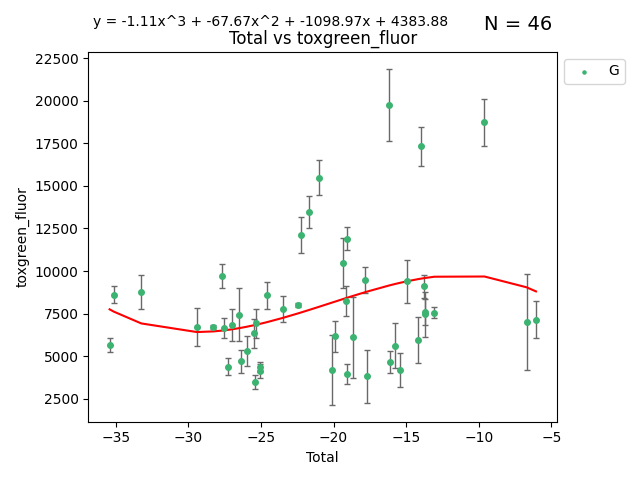 y = -1.11x^3 + -67.67x^2 + -1098.97x + 4383.88
N = 46
Total vs toxgreen_fluor
G
22500
20000
17500
15000
12500
10000
7500
5000
2500
toxgreen_fluor
−35 −30 −25 −20 −15 −10 −5
Total